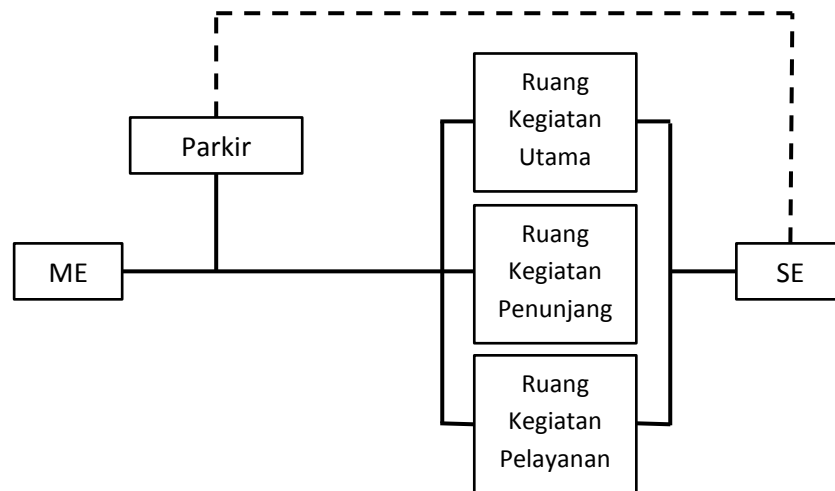 Ruang
Kegiatan
Utama
Parkir
ME
Ruang
Kegiatan
Penunjang
SE
Ruang
Kegiatan
Pelayanan